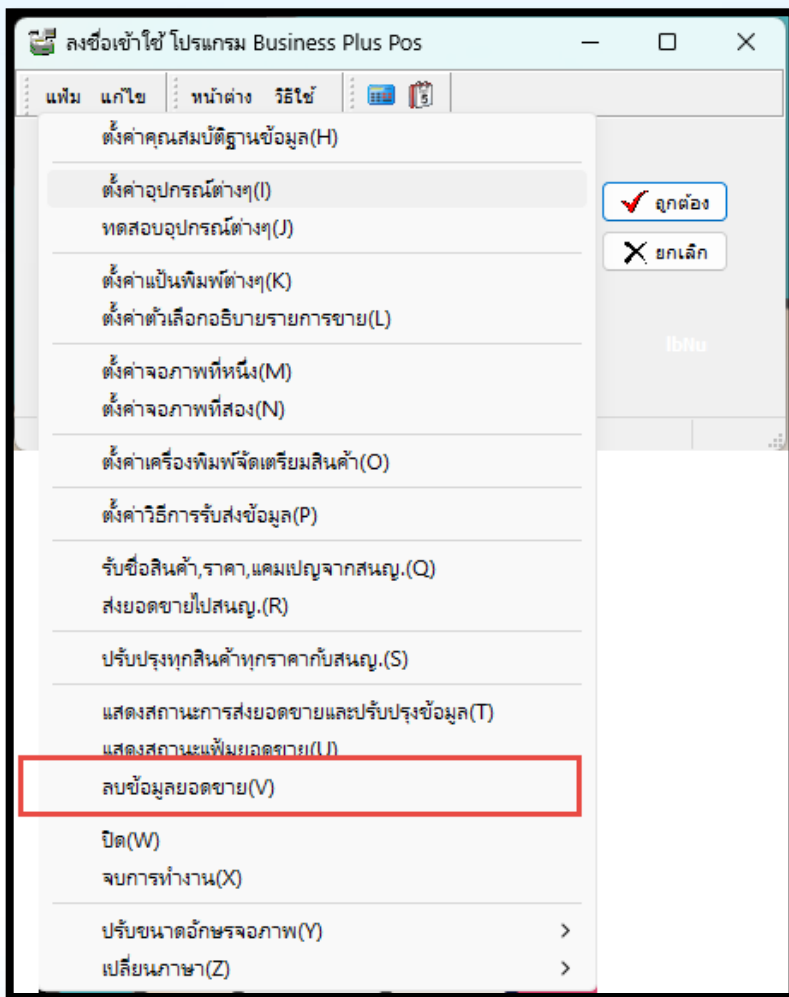 ลงชื่อเข้าใช้ โปรแกรม Business Plus Pos
แฟ้ม แก้ไข หน้าต่าง วิธีใช้ 5
ตั้งค่าคุณสมบัติฐานข้อมูล(H)
ตั้งค่าอุปกรณ์ต่างๆ(I)
ทดสอบอุปกรณ์ต่างๆ(J)
ตั้งค่าแป้นพิมพ์ต่างๆ(K)
ตั้งค่าตัวเลือกอธิบายรายการขาย(L)
ตั้งค่าจอภาพที่หนึ่ง(M)
ตั้งค่าจอภาพที่สอง(N)
ตั้งค่าเครื่องพิมพ์จัดเตรียมสินค้า(O)
ตั้งค่าวิธีการรับส่งข้อมูล(P)
รับชื่อสินค้า,ราคา,แคมเปญจากสนญ.(Q)
ส่งยอดขายไปสนญ.(R)
ปรับปรุงทุกสินค้าทุกราคากับสนญ.(S)
แสดงสถานะการส่งยอดขายและปรับปรุงข้อมูล(T)
แสดงสถานะแฟ้มยอดขาย(U)
ลบข้อมูลยอดขาย(V)
ปิด(W)
จบการทำงาน(X)
ปรับขนาดอักษรจอภาพ(Y)
เปลี่ยนภาษา(Z)
ถูกต้อง
ยกเลิก